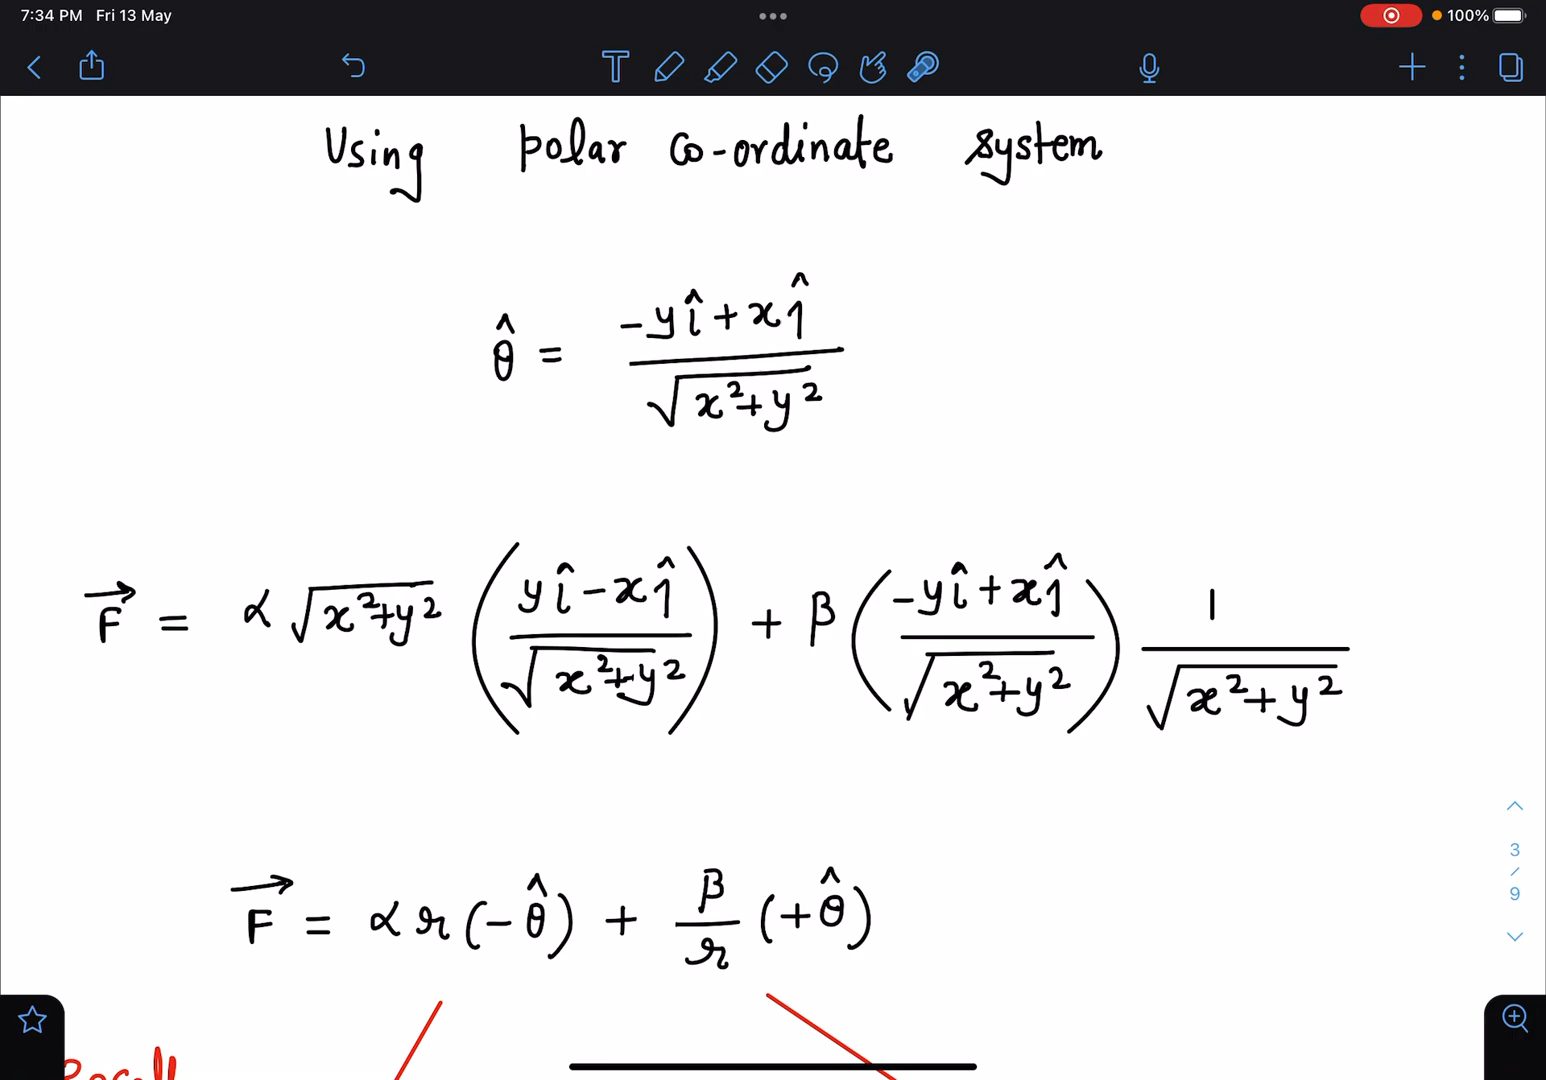 7:34 PM Fri 13 May
100%
Using polar co-ordinate system
θ̂ = (-yî + xĵ) / √(x²+y²)
F⃗ = α √(x²+y²) ( (yî - xĵ) / √(x²+y²) ) + β ( (-yî + xĵ) / √(x²+y²) ) 1 / √(x²+y²)
F⃗ = α r (-θ̂) + β/r (+θ̂)
3 / 9